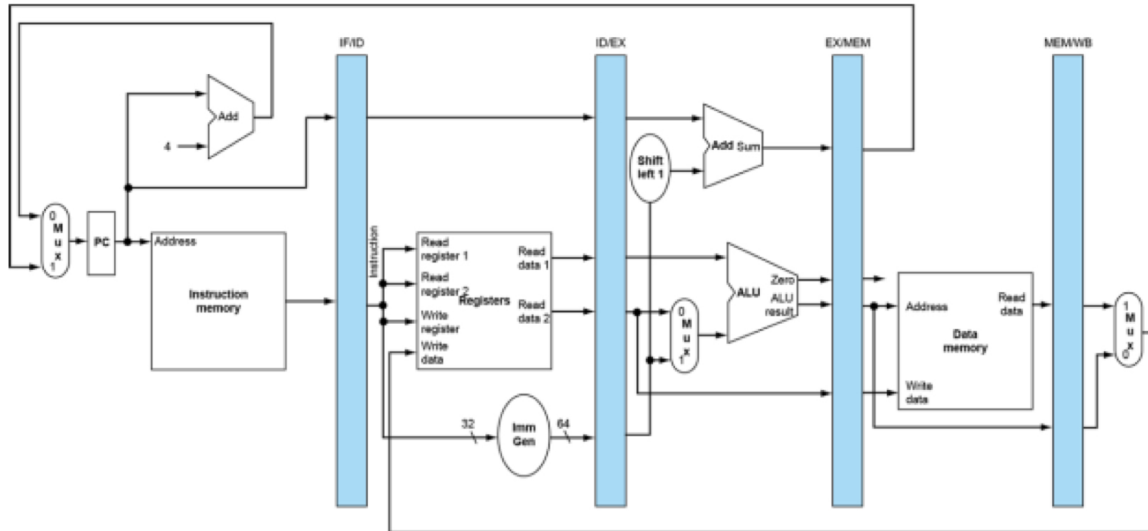 IF/ID
ID/EX
EX/MEM
MEM/WB
Add
4
Add Sum
Shift
left 1
0
M
u
x
1
PC
Address
Instruction
memory
Instruction
Read
register 1
Read
register 2
Registers
Write
register
Write
data
Read
data 1
Read
data 2
0
M
u
x
1
Zero
ALU
ALU
result
Address
Read
data
Data
memory
Write
data
1
M
u
x
0
32
Imm
Gen
64